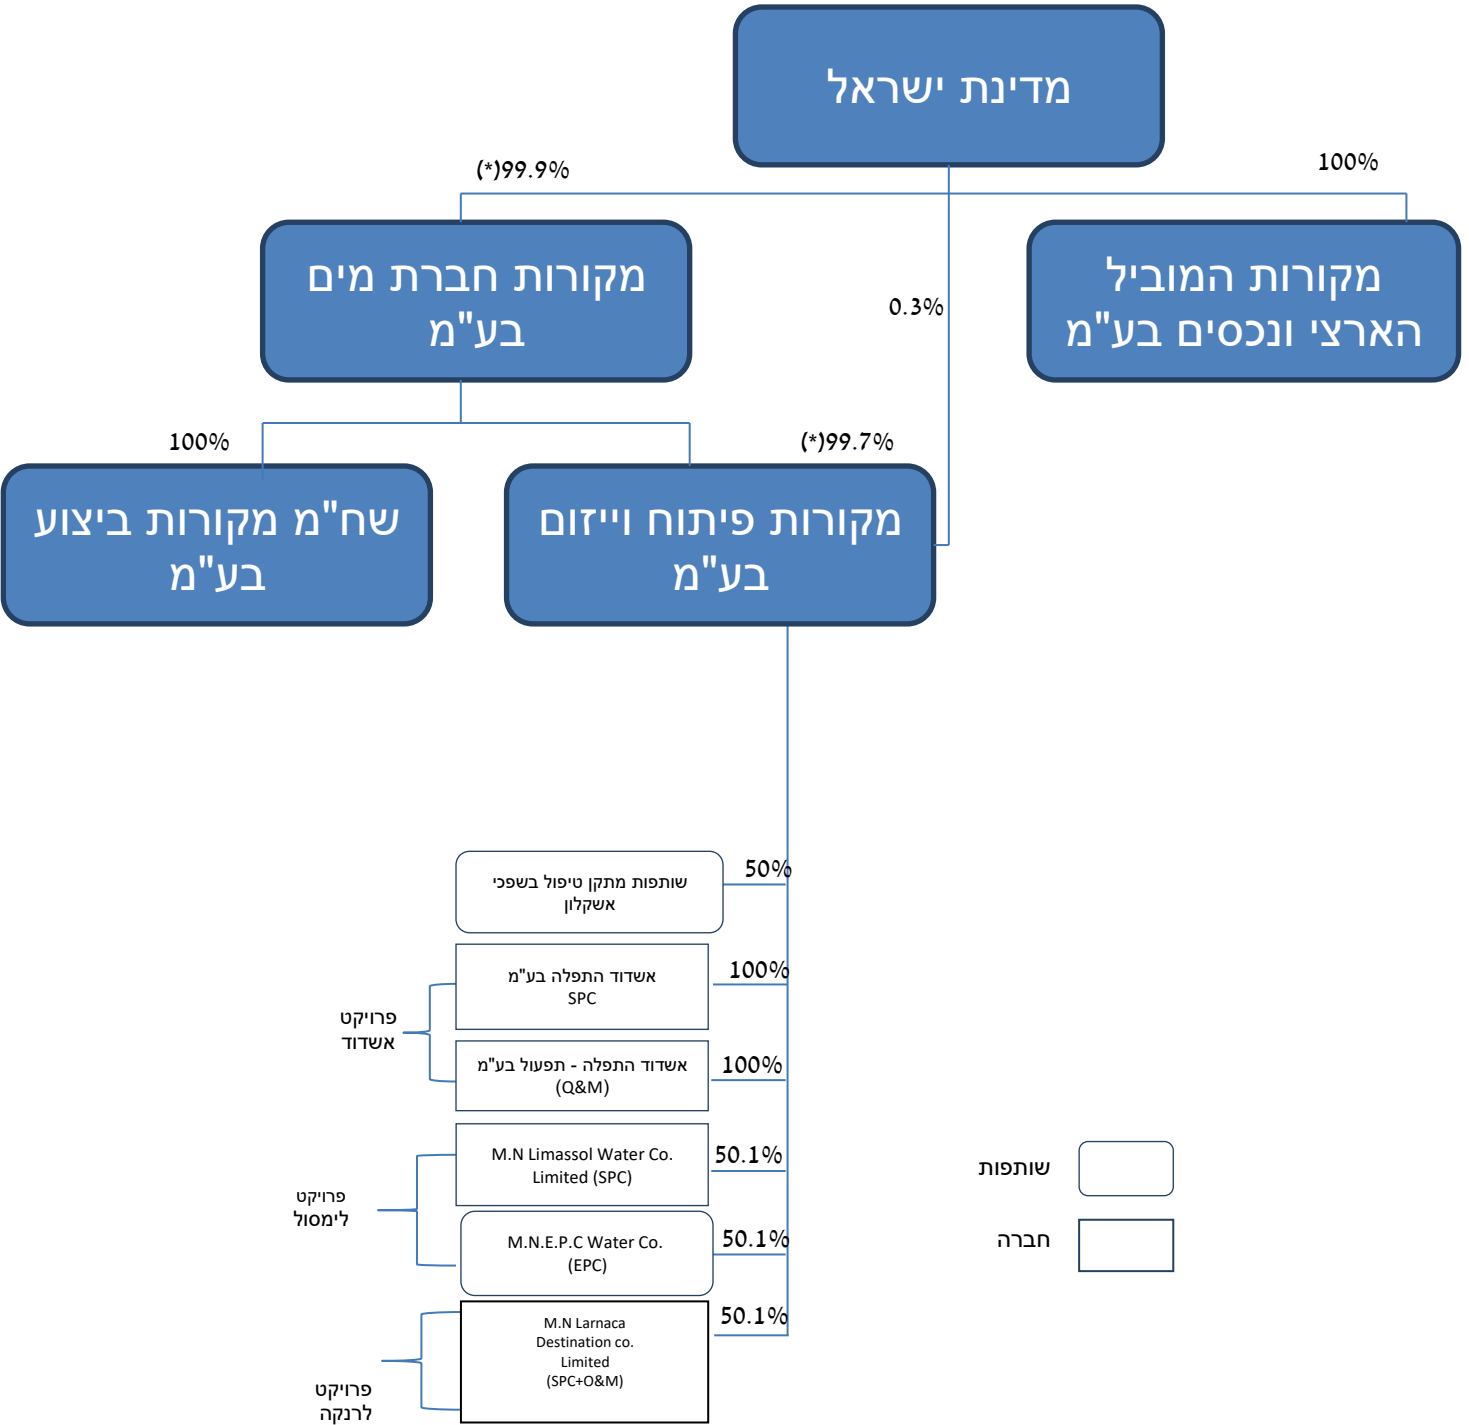 מדינת ישראל
100%
(*)99.9%
מקורות המוביל
הארצי ונכסים בע"מ
0.3%
מקורות חברת מים
בע"מ
(*)99.7%
100%
מקורות פיתוח וייזום
בע"מ
שח"מ מקורות ביצוע
בע"מ
50%
שותפות מתקן טיפול בשפכי
אשקלון
100%
אשדוד התפלה בע"מ
SPC
פרויקט
אשדוד
100%
אשדוד התפלה - תפעול בע"מ
(Q&M)
50.1%
M.N Limassol Water Co.
Limited (SPC)
פרויקט
לימסול
50.1%
M.N.E.P.C Water Co.
(EPC)
50.1%
M.N Larnaca
Destination co.
Limited
(SPC+O&M)
פרויקט
לרנקה
שותפות
חברה